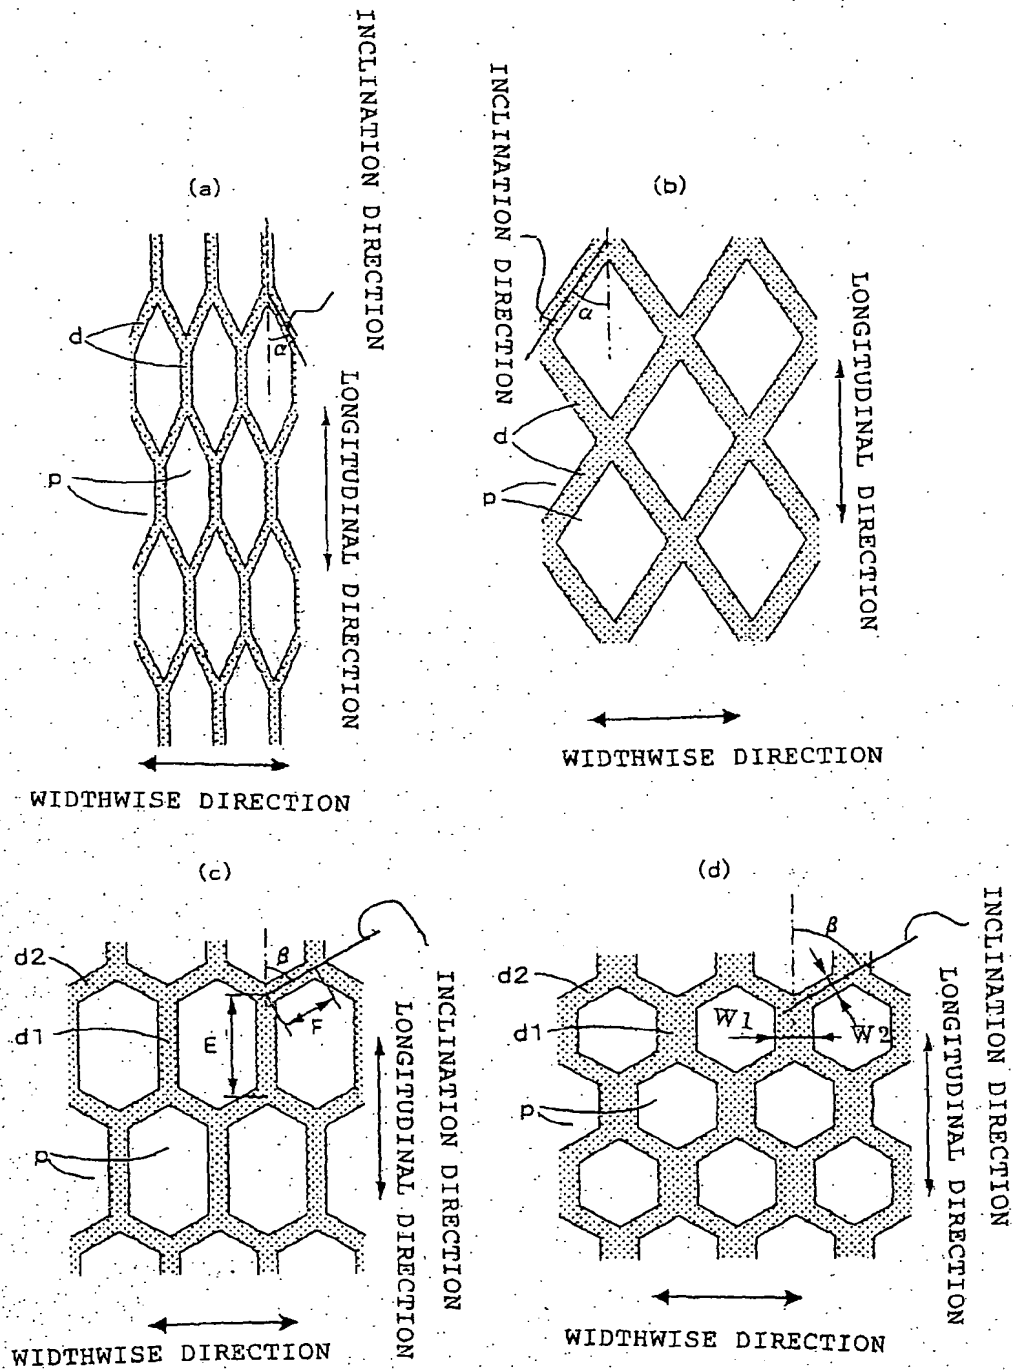 (a)
INCLINATION DIRECTION
α
d
p
LONGITUDINAL DIRECTION
WIDTHWISE DIRECTION
(b)
INCLINATION DIRECTION
α
d
p
LONGITUDINAL DIRECTION
WIDTHWISE DIRECTION
(c)
d2
β
d1
E
F
p
INCLINATION DIRECTION
LONGITUDINAL DIRECTION
WIDTHWISE DIRECTION
(d)
β
d2
d1
W1
W2
p
INCLINATION DIRECTION
LONGITUDINAL DIRECTION
WIDTHWISE DIRECTION